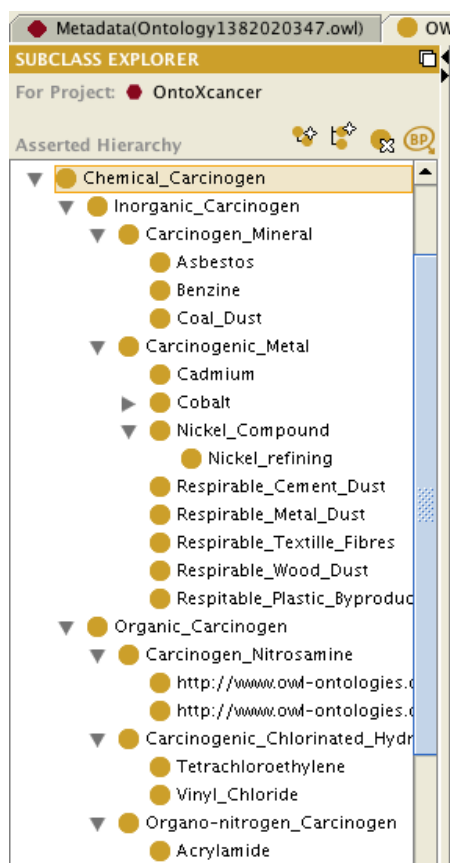 Metadata(Ontology1382020347.owl) OW
SUBCLASS EXPLORER
For Project: OntoXcancer
Asserted Hierarchy BP
Chemical_Carcinogen
Inorganic_Carcinogen
Carcinogen_Mineral
Asbestos
Benzine
Coal_Dust
Carcinogenic_Metal
Cadmium
Cobalt
Nickel_Compound
Nickel_refining
Respirable_Cement_Dust
Respirable_Metal_Dust
Respirable_Textille_Fibres
Respirable_Wood_Dust
Respitable_Plastic_Byproduc
Organic_Carcinogen
Carcinogen_Nitrosamine
http://www.owl-ontologies.c
http://www.owl-ontologies.c
Carcinogenic_Chlorinated_Hydr
Tetrachloroethylene
Vinyl_Chloride
Organo-nitrogen_Carcinogen
Acrylamide